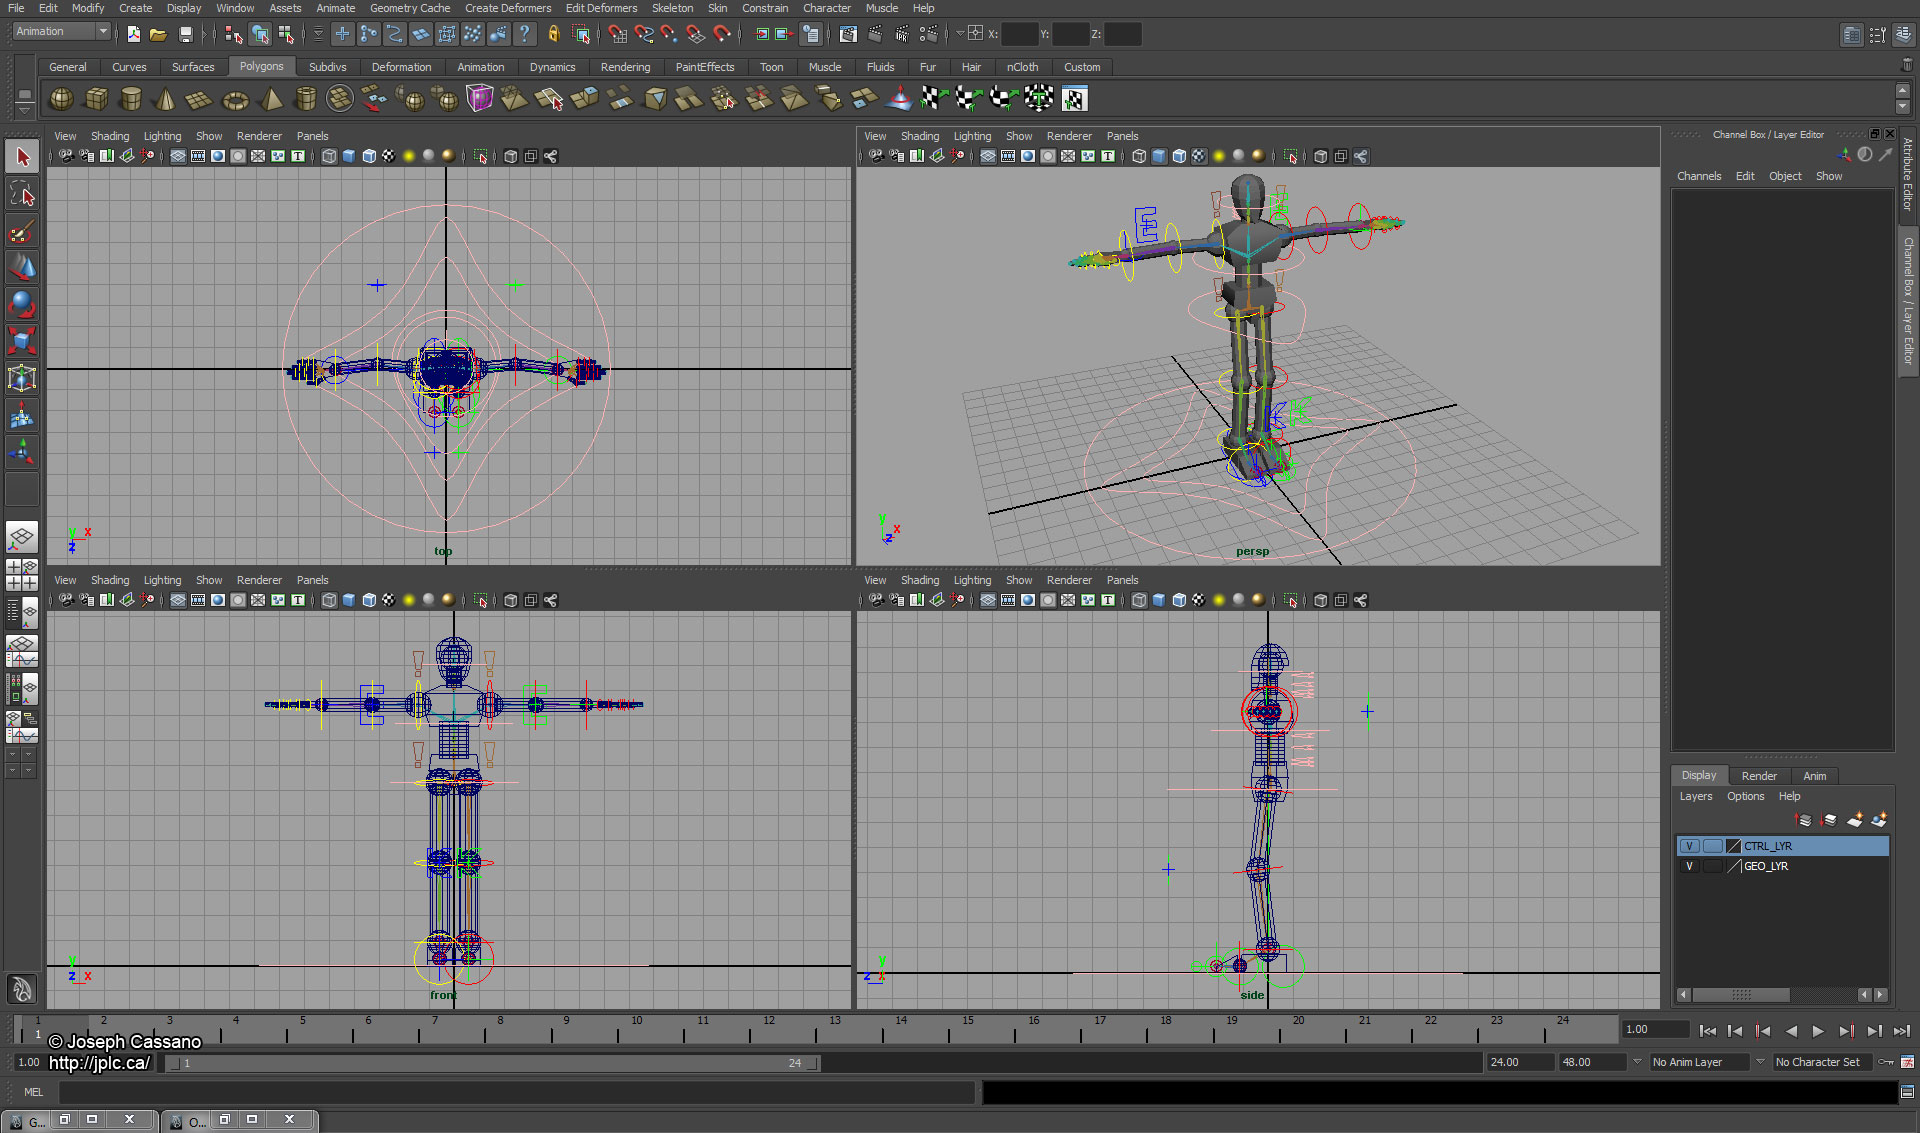 File Edit Modify Create Display Window Assets Animate Geometry Cache Create Deformers Edit Deformers Skeleton Skin Constrain Character Muscle Help
Animation X: Y: Z:
General Curves Surfaces Polygons Subdivs Deformation Animation Dynamics Rendering PaintEffects Toon Muscle Fluids Fur Hair nCloth Custom
View Shading Lighting Show Renderer Panels
top
View Shading Lighting Show Renderer Panels
persp
View Shading Lighting Show Renderer Panels
front
View Shading Lighting Show Renderer Panels
side
Channel Box / Layer Editor
Channels Edit Object Show
Attribute Editor
Channel Box / Layer Editor
Display Render Anim
Layers Options Help
V CTRL_LYR
V GEO_LYR
1 2 3 4 5 6 7 8 9 10 11 12 13 14 15 16 17 18 19 20 21 22 23 24
1
1.00
© Joseph Cassano
http://jplc.ca/
1.00 1 24 24.00 48.00 No Anim Layer No Character Set
MEL
G... O...